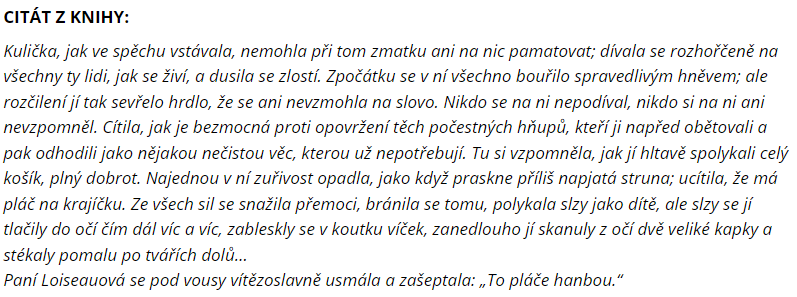 CITÁT Z KNIHY:
Kulička, jak ve spěchu vstávala, nemohla při tom zmatku ani na nic pamatovat; dívala se rozhořčeně na
všechny ty lidi, jak se živí, a dusila se zlostí. Zpočátku se v ní všechno bouřilo spravedlivým hněvem; ale
rozčilení jí tak sevřelo hrdlo, že se ani nevzmohla na slovo. Nikdo se na ni nepodíval, nikdo si na ni ani
nevzpomněl. Cítila, jak je bezmocná proti opovržení těch počestných hňupů, kteří ji napřed obětovali a
pak odhodili jako nějakou nečistou věc, kterou už nepotřebují. Tu si vzpomněla, jak jí hltavě spolykali celý
košík, plný dobrot. Najednou v ní zuřivost opadla, jako když praskne příliš napjatá struna; ucítila, že má
pláč na krajíčku. Ze všech sil se snažila přemoci, bránila se tomu, polykala slzy jako dítě, ale slzy se jí
tlačily do očí čím dál víc a víc, zableskly se v koutku víček, zanedlouho jí skanuly z očí dvě veliké kapky a
stékaly pomalu po tvářích dolů...
Paní Loiseauová se pod vousy vítězoslavně usmála a zašeptala: „To pláče hanbou.“